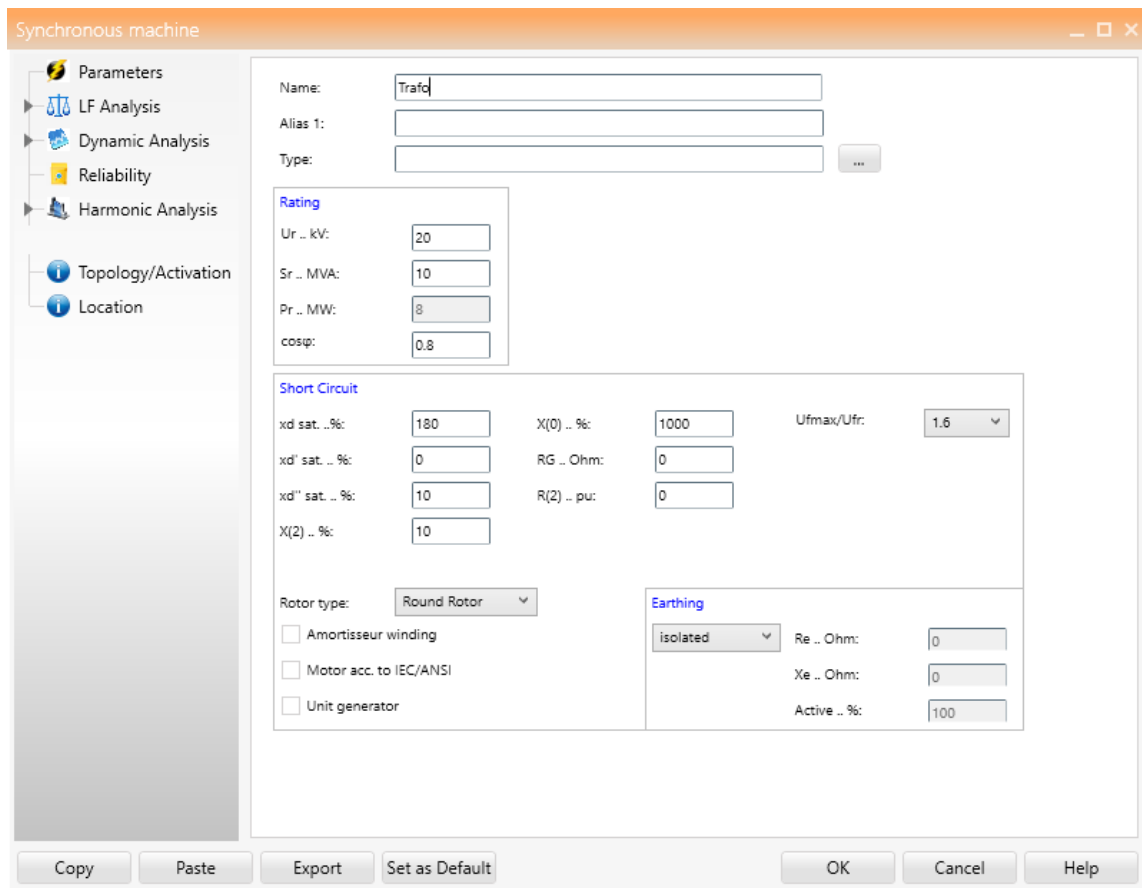 Synchronous machine
Parameters
LF Analysis
Dynamic Analysis
Reliability
Harmonic Analysis
Topology/Activation
Location
Name: Trafo
Alias 1:
Type: ...
Rating
Ur .. kV: 20
Sr .. MVA: 10
Pr .. MW: 8
cosφ: 0.8
Short Circuit
xd sat. ..%: 180 X(0) .. %: 1000 Ufmax/Ufr: 1.6
xd' sat. .. %: 0 RG .. Ohm: 0
xd'' sat. .. %: 10 R(2) .. pu: 0
X(2) .. %: 10
Rotor type: Round Rotor
Amortisseur winding
Motor acc. to IEC/ANSI
Unit generator
Earthing
isolated Re .. Ohm: 0
Xe .. Ohm: 0
Active .. %: 100
Copy Paste Export Set as Default OK Cancel Help